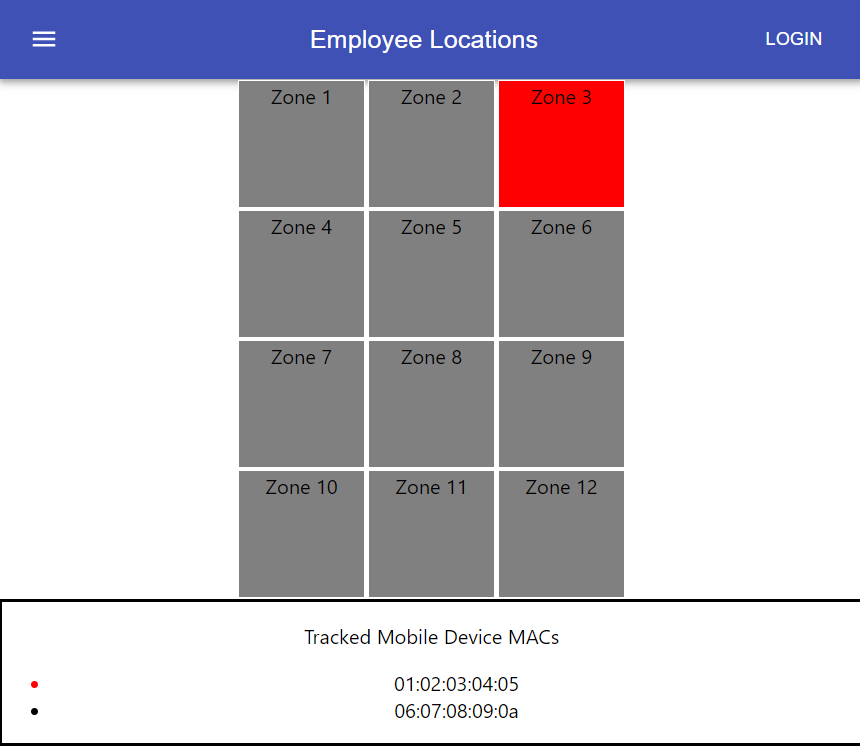 Employee Locations LOGIN
Zone 1 Zone 2 Zone 3
Zone 4 Zone 5 Zone 6
Zone 7 Zone 8 Zone 9
Zone 10 Zone 11 Zone 12
Tracked Mobile Device MACs
01:02:03:04:05
06:07:08:09:0a